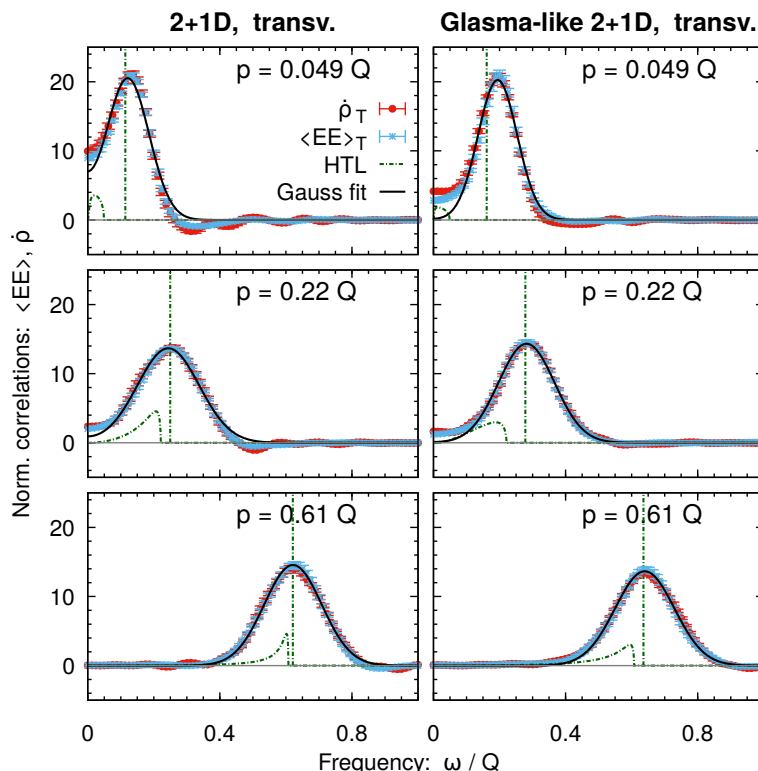 2+1D, transv.
Glasma-like 2+1D, transv.
Norm. correlations: <EE>, ρ̇
20
10
0
p = 0.049 Q
ρ̇T
<EE>T
HTL
Gauss fit
p = 0.049 Q
20
10
0
p = 0.22 Q
p = 0.22 Q
20
10
0
p = 0.61 Q
p = 0.61 Q
0 0.4 0.8 0 0.4 0.8
Frequency: ω / Q